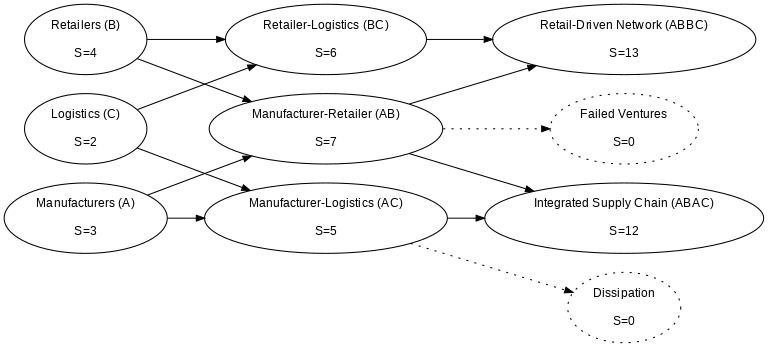 Retailers (B)
S=4
Retailer-Logistics (BC)
S=6
Retail-Driven Network (ABBC)
S=13
Logistics (C)
S=2
Manufacturer-Retailer (AB)
S=7
Failed Ventures
S=0
Manufacturers (A)
S=3
Manufacturer-Logistics (AC)
S=5
Integrated Supply Chain (ABAC)
S=12
Dissipation
S=0